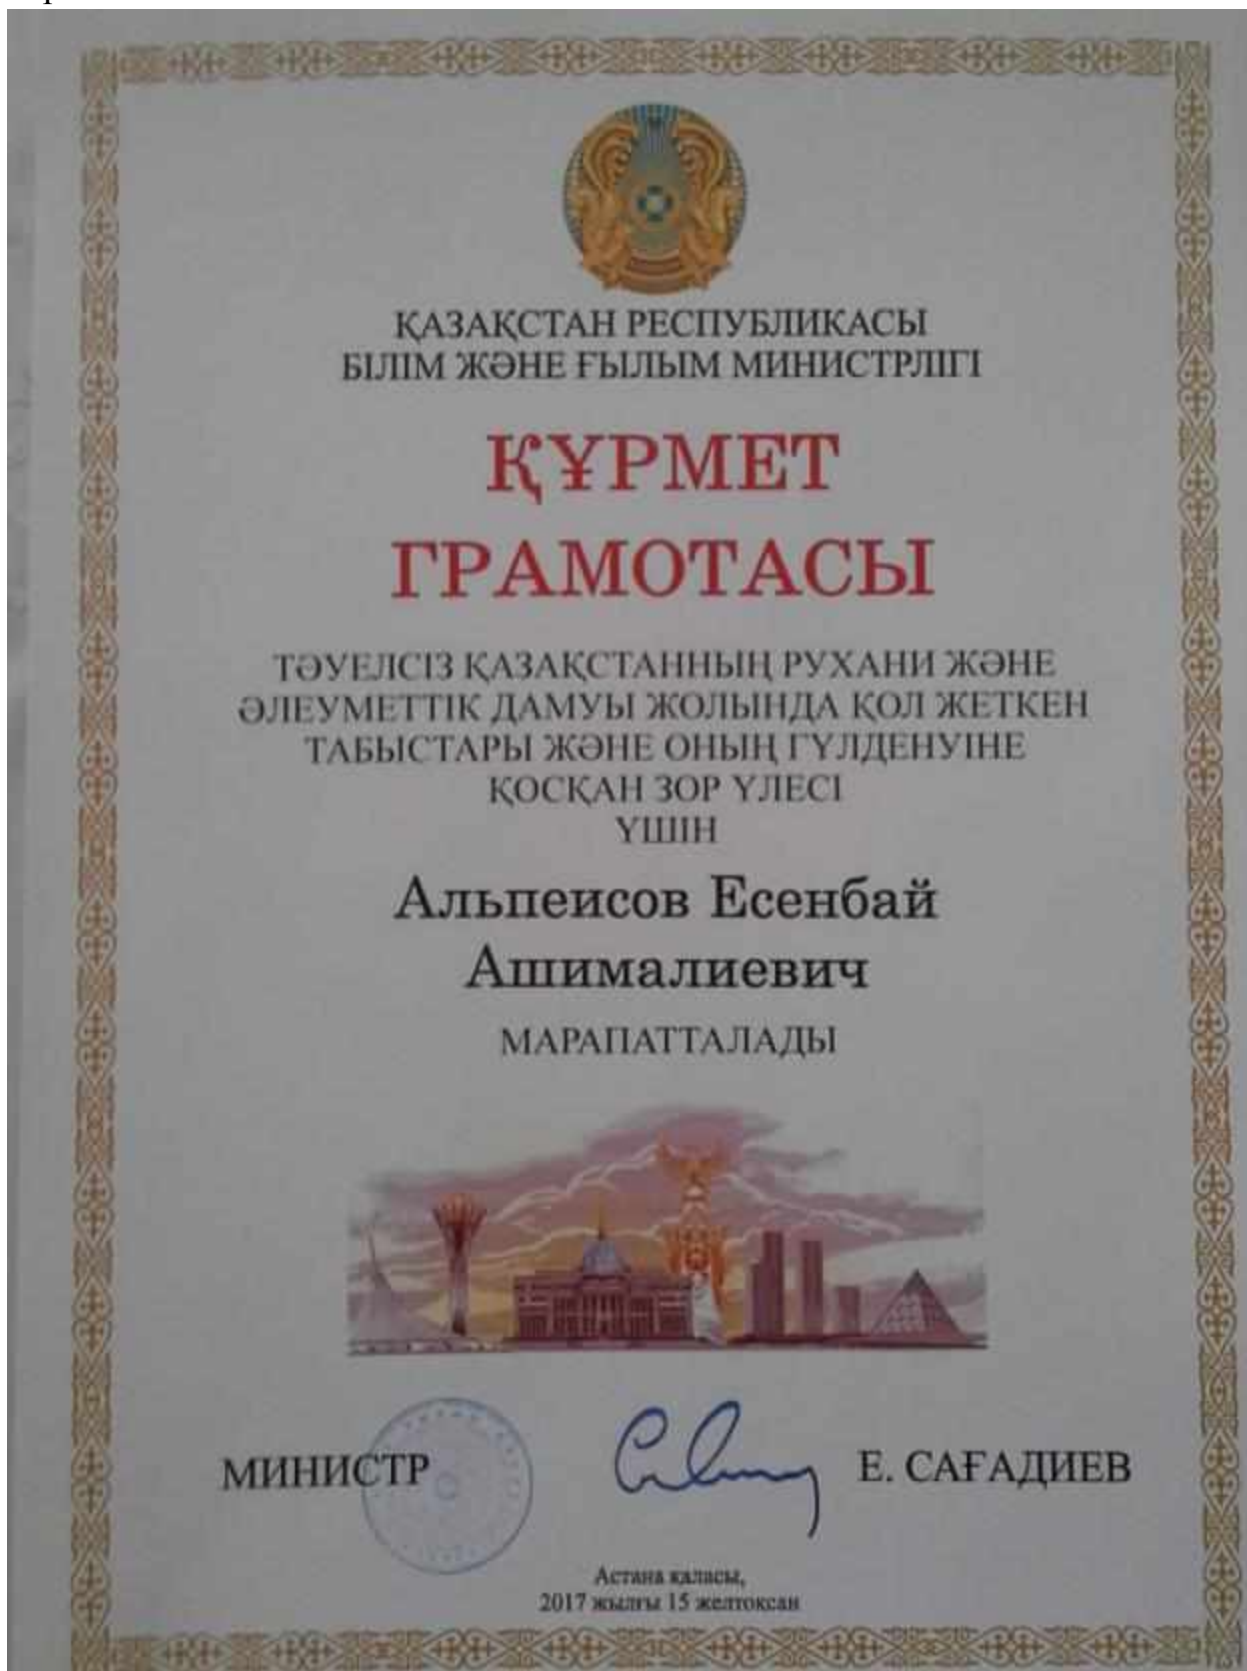 ҚАЗАҚСТАН РЕСПУБЛИКАСЫ
БІЛІМ ЖӘНЕ ҒЫЛЫМ МИНИСТРЛІГІ
ҚҰРМЕТ
ГРАМОТАСЫ
ТӘУЕЛСІЗ ҚАЗАҚСТАННЫҢ РУХАНИ ЖӘНЕ
ӘЛЕУМЕТТІК ДАМУЫ ЖОЛЫНДА ҚОЛ ЖЕТКЕН
ТАБЫСТАРЫ ЖӘНЕ ОНЫҢ ГҮЛДЕНУІНЕ
ҚОСҚАН ЗОР ҮЛЕСІ
ҮШІН
Альпеисов Есенбай
Ашималиевич
МАРАПАТТАЛАДЫ
МИНИСТР Е. САҒАДИЕВ
Астана қаласы,
2017 жылғы 15 желтоқсан